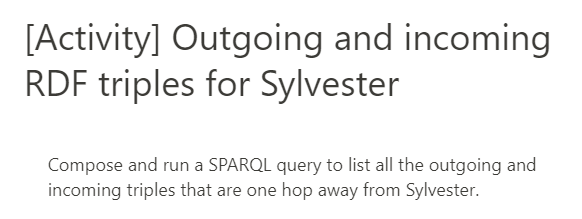 [Activity] Outgoing and incoming
RDF triples for Sylvester
Compose and run a SPARQL query to list all the outgoing and
incoming triples that are one hop away from Sylvester.